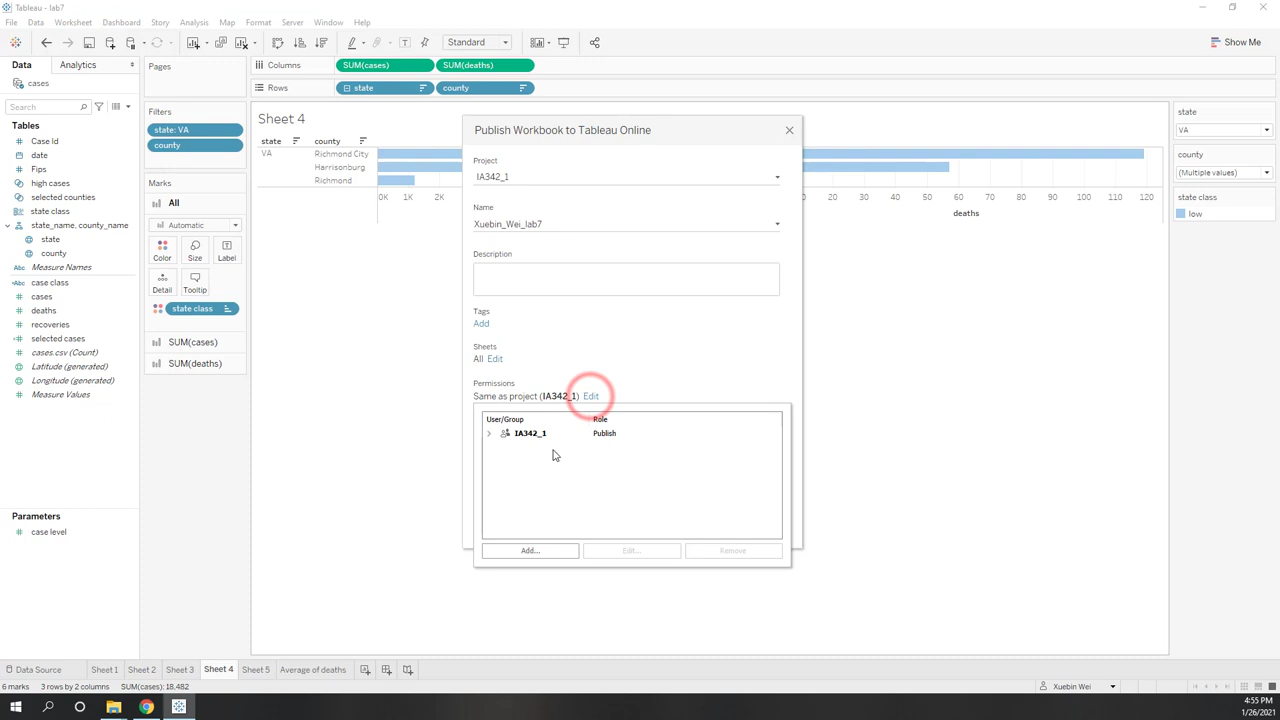 Tableau - lab7
File Data Worksheet Dashboard Story Analysis Map Format Server Window Help
Standard
Show Me
Data Analytics
cases
Search
Tables
Case Id
date
Fips
high cases
selected counties
state class
state_name, county_name
state
county
Measure Names
Abc case class
cases
deaths
recoveries
selected cases
cases.csv (Count)
Latitude (generated)
Longitude (generated)
Measure Values
Parameters
case level
Pages
Filters
state: VA
county
Marks
All
Automatic
Color Size Label
Detail Tooltip
state class
SUM(cases)
SUM(deaths)
Columns SUM(cases) SUM(deaths)
Rows state county
Sheet 4
state county
VA Richmond City
Harrisonburg
Richmond
0K 1K 2K
0 10 20 30 40 50 60 70 80 90 100 110 120
deaths
Publish Workbook to Tableau Online
Project
IA342_1
Name
Xuebin_Wei_lab7
Description
Tags
Add
Sheets
All Edit
Permissions
Same as project (IA342_1) Edit
User/Group Role
IA342_1 Publish
Add... Edit... Remove
state
VA
county
(Multiple values)
state class
low
Data Source Sheet 1 Sheet 2 Sheet 3 Sheet 4 Sheet 5 Average of deaths
6 marks 3 rows by 2 columns SUM(cases): 18,482 Xuebin Wei
4:55 PM
1/26/2021